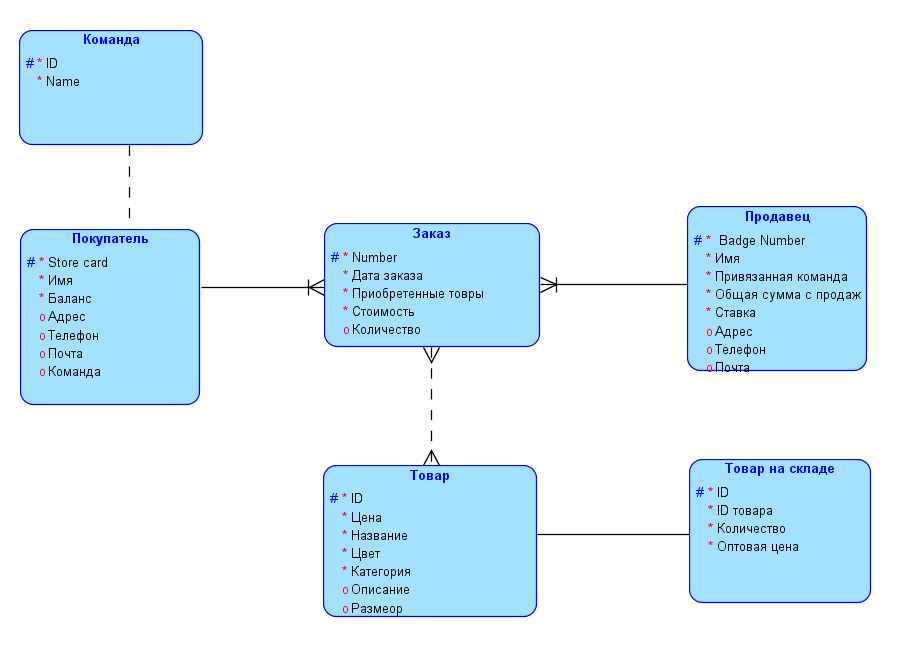 Команда
# * ID
* Name
Покупатель
# * Store card
* Имя
* Баланс
o Адрес
o Телефон
o Почта
o Команда
Заказ
# * Number
* Дата заказа
* Приобретенные товры
* Стоимость
o Количество
Продавец
# * Badge Number
* Имя
* Привязанная команда
* Общая сумма с продаж
* Ставка
o Адрес
o Телефон
o Почта
Товар
# * ID
* Цена
* Название
* Цвет
* Категория
o Описание
o Размеор
Товар на складе
# * ID
* ID товара
* Количество
* Оптовая цена